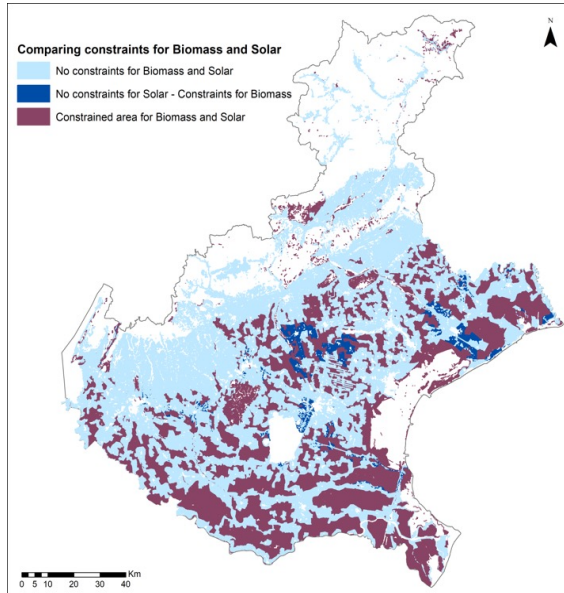 N
Comparing constraints for Biomass and Solar
No constraints for Biomass and Solar
No constraints for Solar - Constraints for Biomass
Constrained area for Biomass and Solar
Km
0 5 10 20 30 40